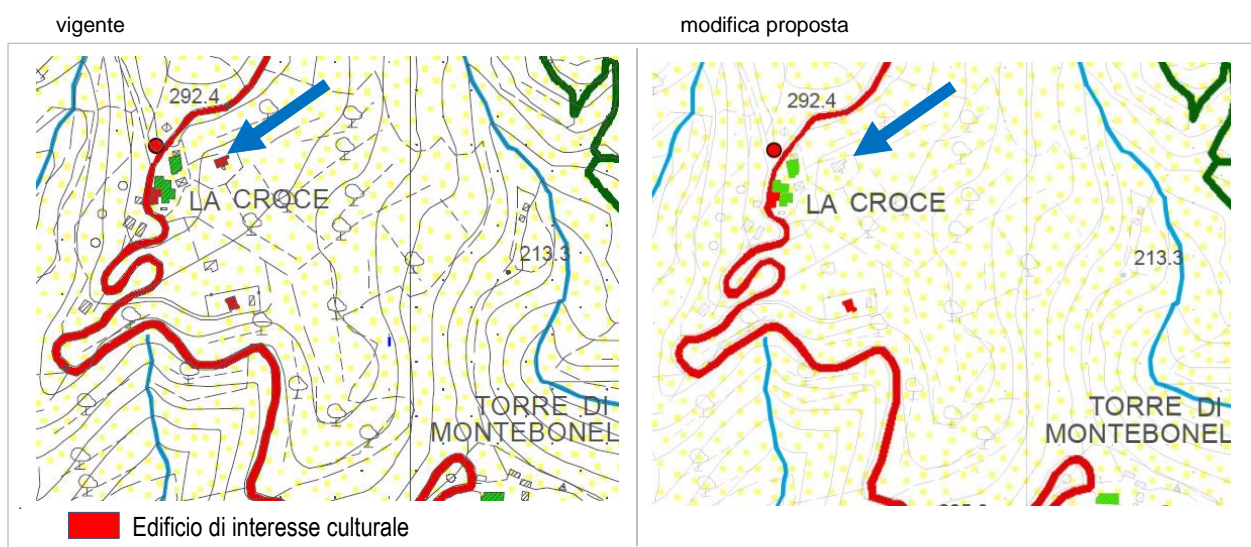 vigente
modifica proposta
292.4
LA CROCE
213.3
TORRE DI
MONTEBONEL
Edificio di interesse culturale
292.4
LA CROCE
213.3
TORRE DI
MONTEBONEL